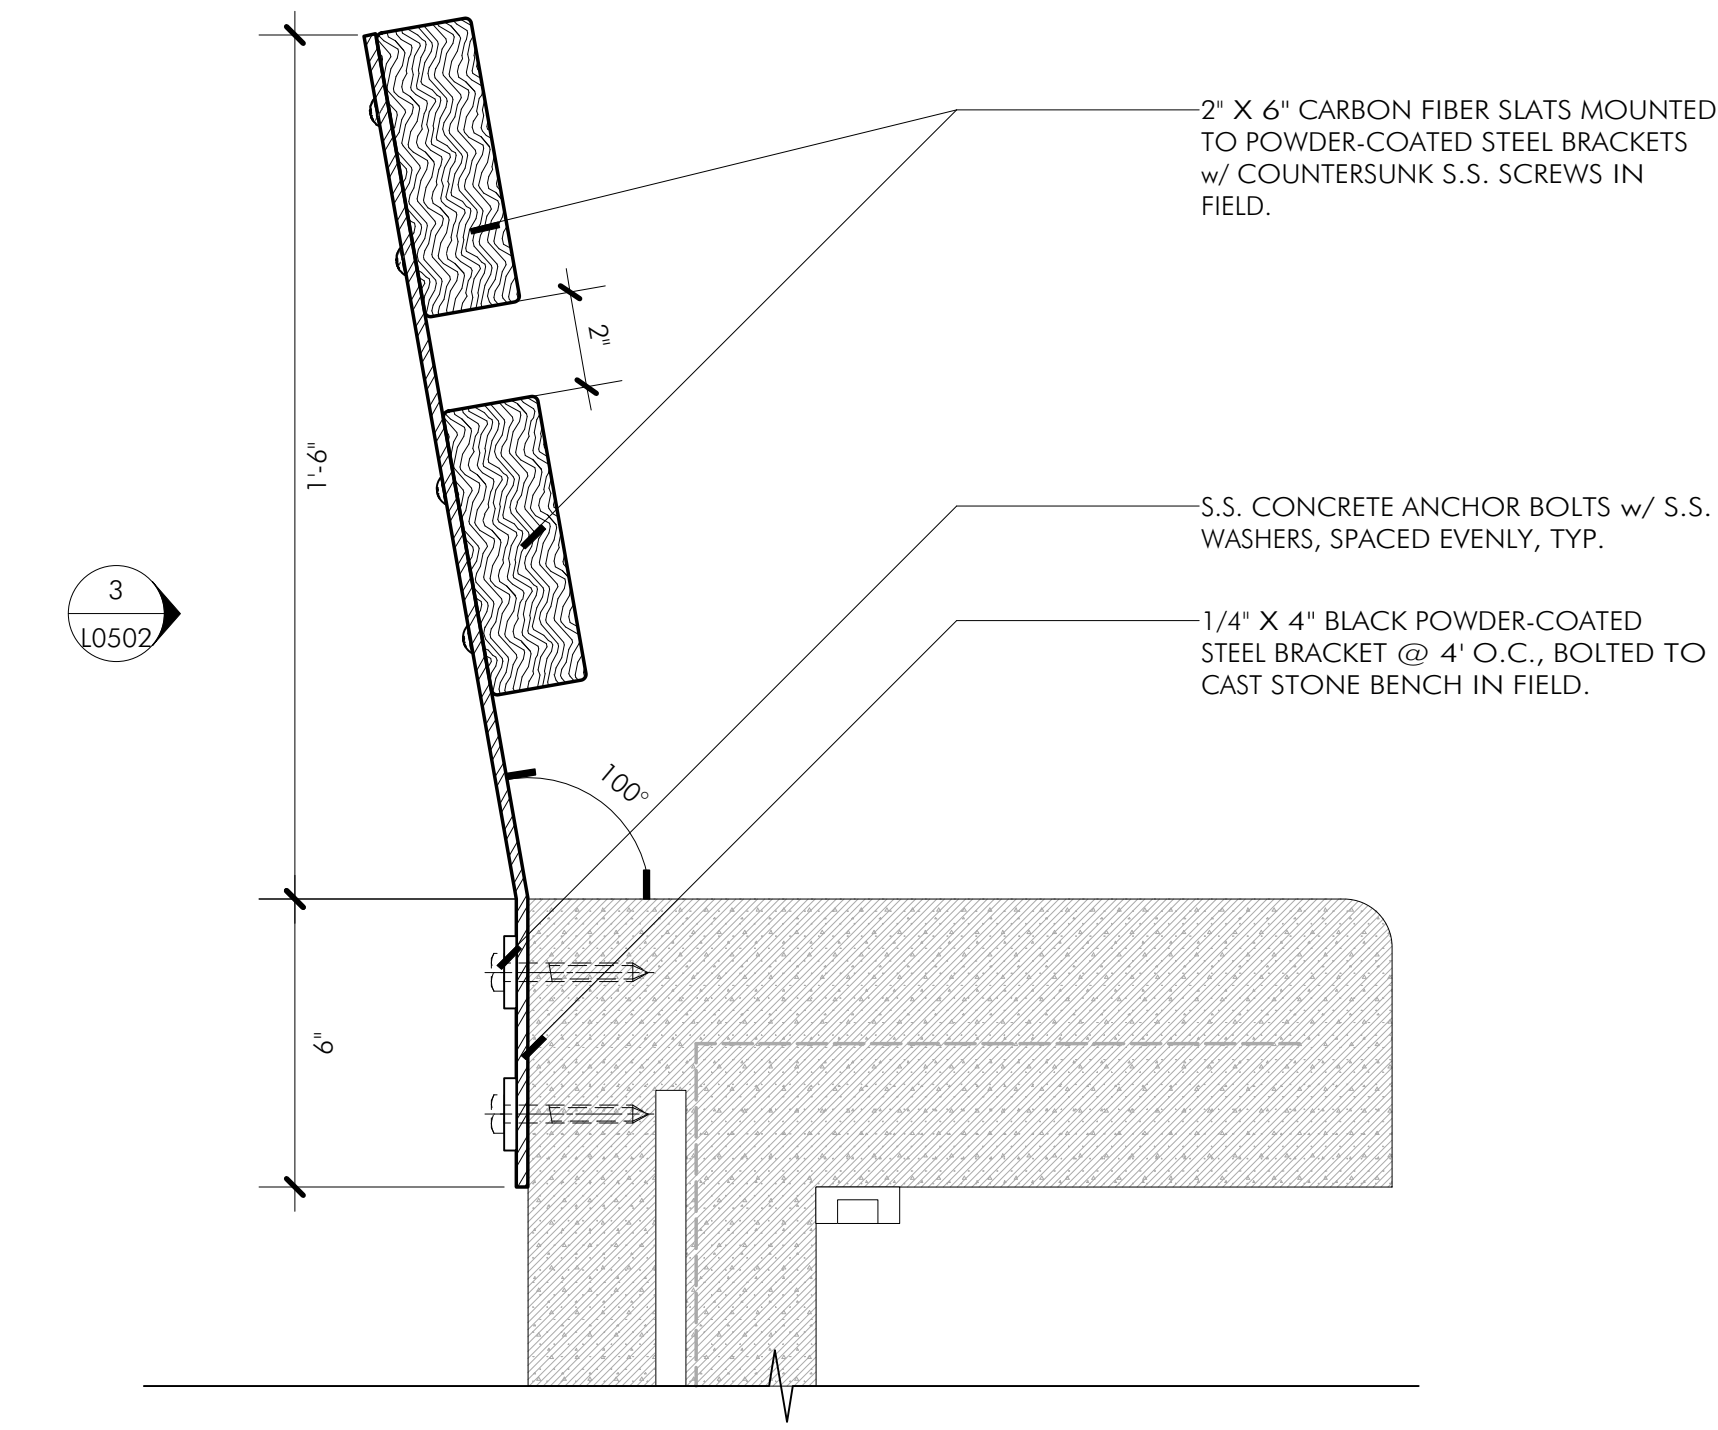 2" X 6" CARBON FIBER SLATS MOUNTED
TO POWDER-COATED STEEL BRACKETS
w/ COUNTERSUNK S.S. SCREWS IN
FIELD.
2"
1'-6"
S.S. CONCRETE ANCHOR BOLTS w/ S.S.
WASHERS, SPACED EVENLY, TYP.
3
L0502
1/4" X 4" BLACK POWDER-COATED
STEEL BRACKET @ 4' O.C., BOLTED TO
CAST STONE BENCH IN FIELD.
100°
6"